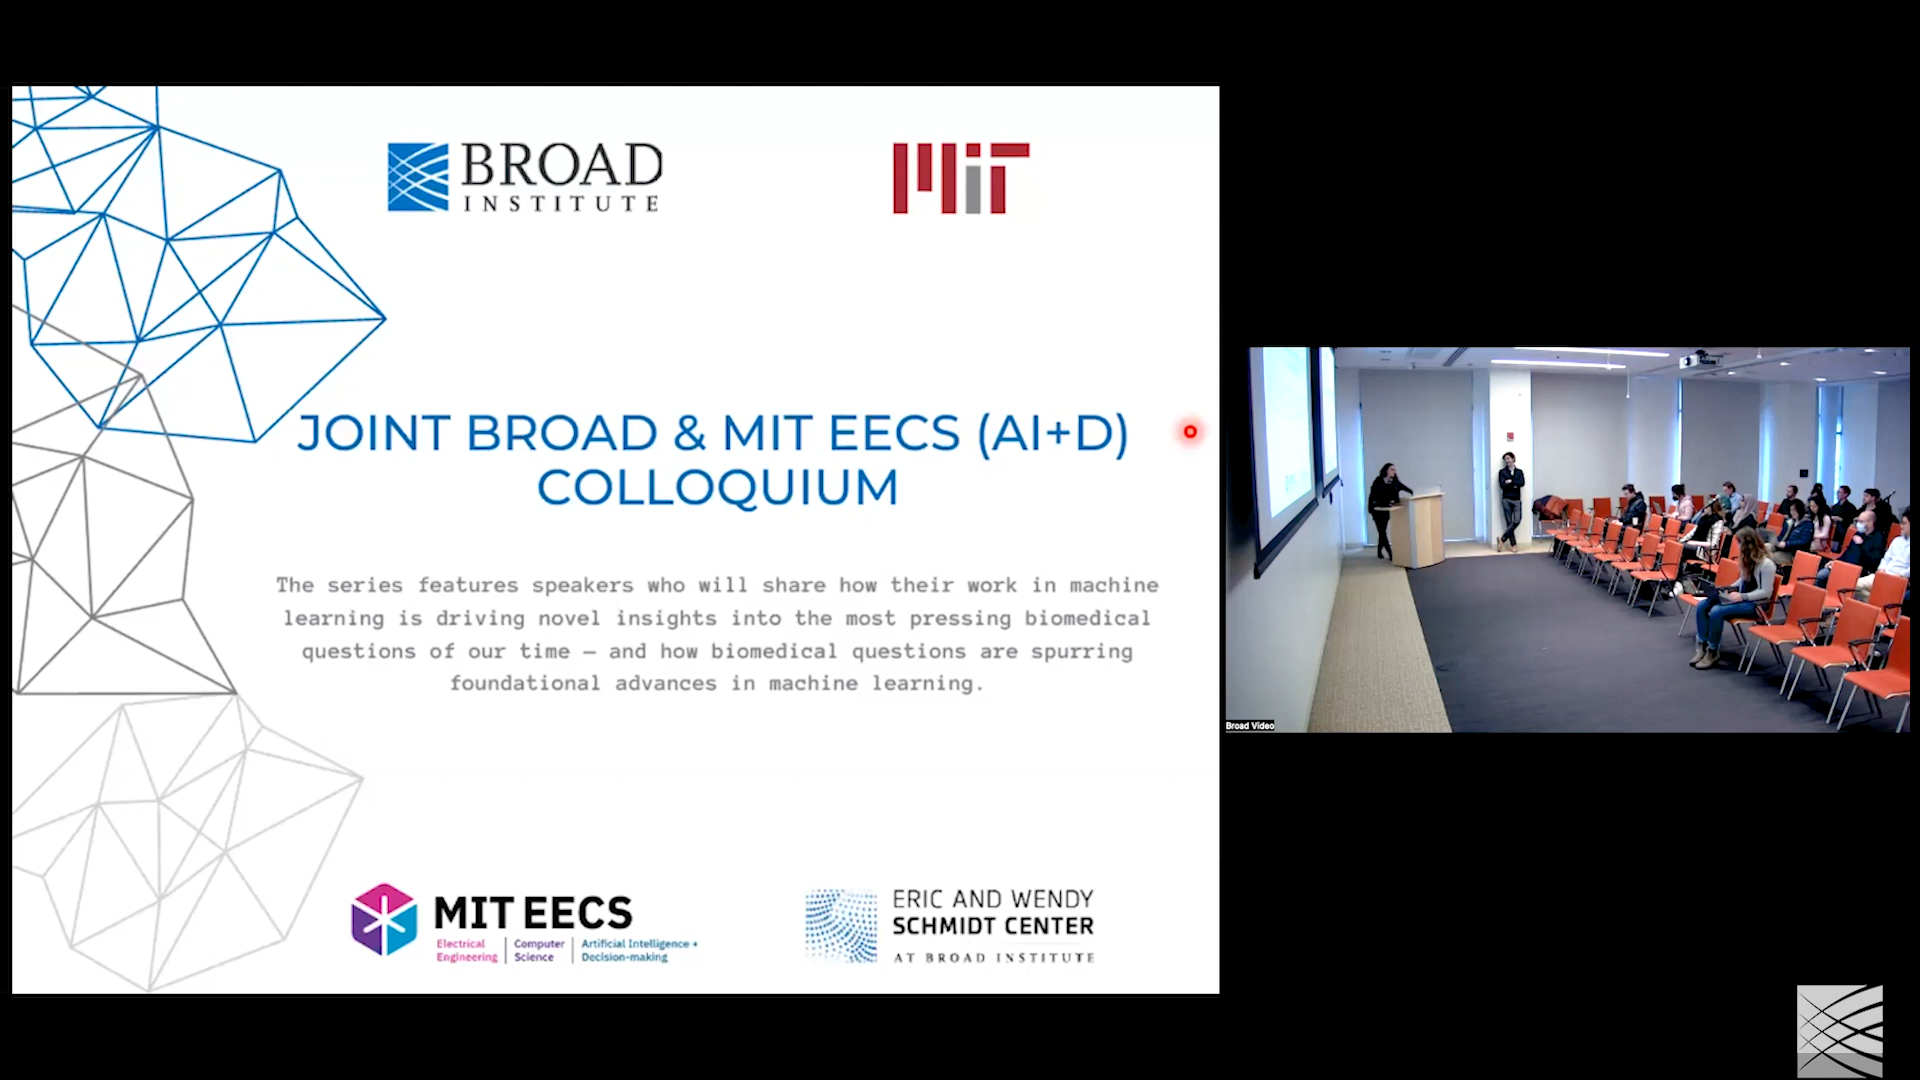 BROAD
INSTITUTE
MIT
JOINT BROAD & MIT EECS (AI+D)
COLLOQUIUM
The series features speakers who will share how their work in machine
learning is driving novel insights into the most pressing biomedical
questions of our time – and how biomedical questions are spurring
foundational advances in machine learning.
MIT EECS
Electrical
Engineering
Computer
Science
Artificial Intelligence +
Decision-making
ERIC AND WENDY
SCHMIDT CENTER
AT BROAD INSTITUTE
Broad Video